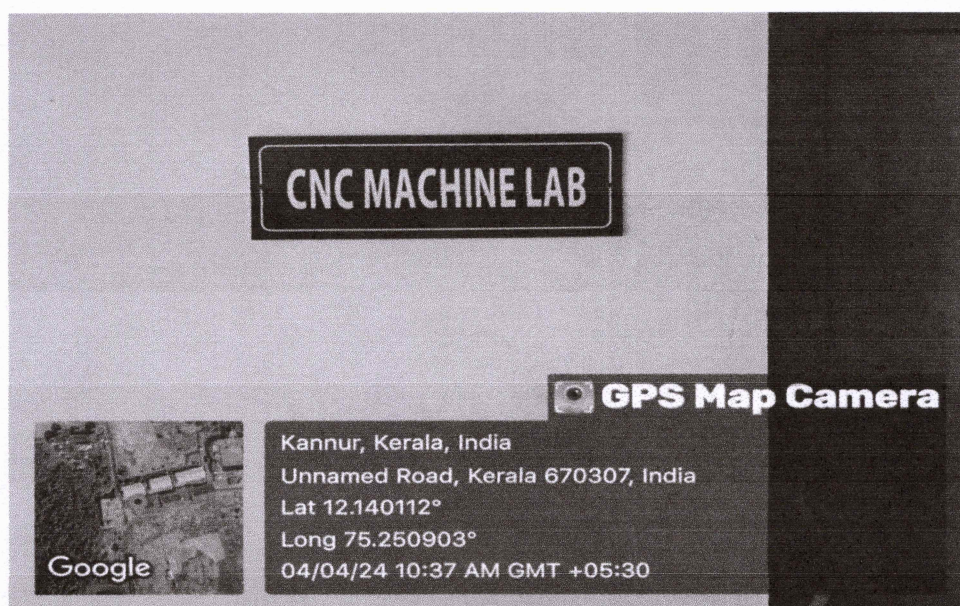 CNC MACHINE LAB
GPS Map Camera
Kannur, Kerala, India
Unnamed Road, Kerala 670307, India
Lat 12.140112°
Long 75.250903°
04/04/24 10:37 AM GMT +05:30
Google